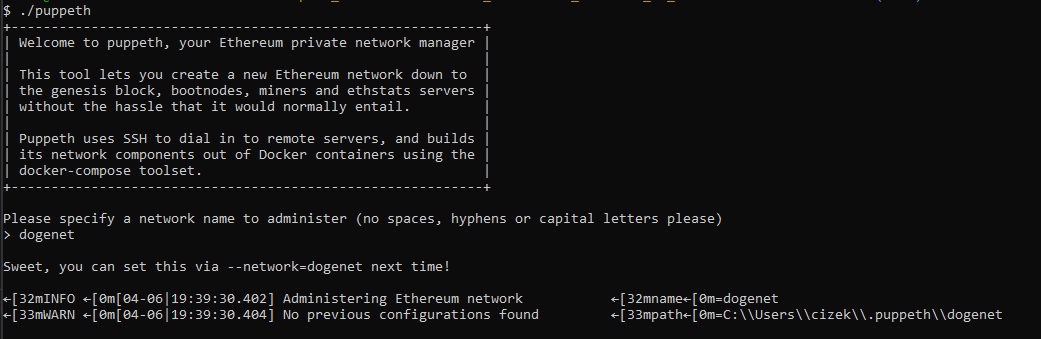 $ ./puppeth
+-----------------------------------------------------------+
| Welcome to puppeth, your Ethereum private network manager |
|                                                           |
| This tool lets you create a new Ethereum network down to  |
| the genesis block, bootnodes, miners and ethstats servers |
| without the hassle that it would normally entail.         |
|                                                           |
| Puppeth uses SSH to dial in to remote servers, and builds |
| its network components out of Docker containers using the |
| docker-compose toolset.                                   |
+-----------------------------------------------------------+
Please specify a network name to administer (no spaces, hyphens or capital letters please)
> dogenet
Sweet, you can set this via --network=dogenet next time!
←[32mINFO ←[0m[04-06|19:39:30.402] Administering Ethereum network           ←[32mname←[0m=dogenet
←[33mWARN ←[0m[04-06|19:39:30.404] No previous configurations found         ←[33mpath←[0m=C:\\Users\\cizek\\.puppeth\\dogenet